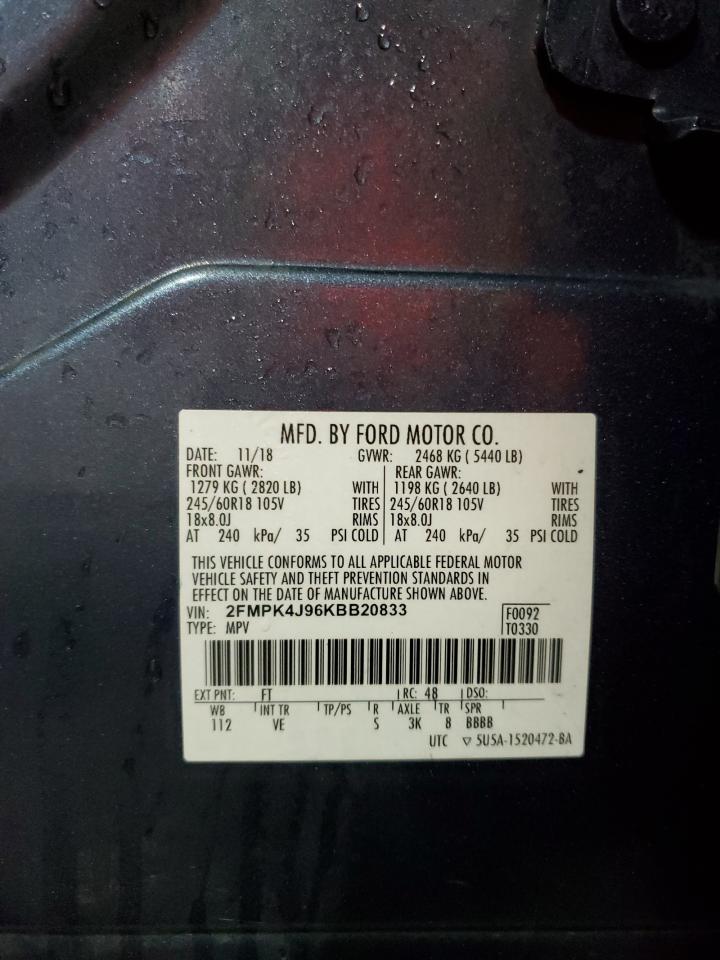 MFD. BY FORD MOTOR CO.
DATE: 11/18 GVWR: 2468 KG ( 5440 LB)
FRONT GAWR: REAR GAWR:
1279 KG ( 2820 LB) WITH 1198 KG ( 2640 LB) WITH
245/60R18 105V TIRES 245/60R18 105V TIRES
18x8.0J RIMS 18x8.0J RIMS
AT 240 kPa/ 35 PSI COLD AT 240 kPa/ 35 PSI COLD
THIS VEHICLE CONFORMS TO ALL APPLICABLE FEDERAL MOTOR
VEHICLE SAFETY AND THEFT PREVENTION STANDARDS IN
EFFECT ON THE DATE OF MANUFACTURE SHOWN ABOVE.
VIN: 2FMPK4J96KBB20833 F0092
TYPE: MPV T0330
EXT PNT: FT RC: 48 DSO:
WB INT TR TP/PS R AXLE TR SPR
112 VE S 3K 8 BBBB
UTC ▽ 5U5A-1520472-BA